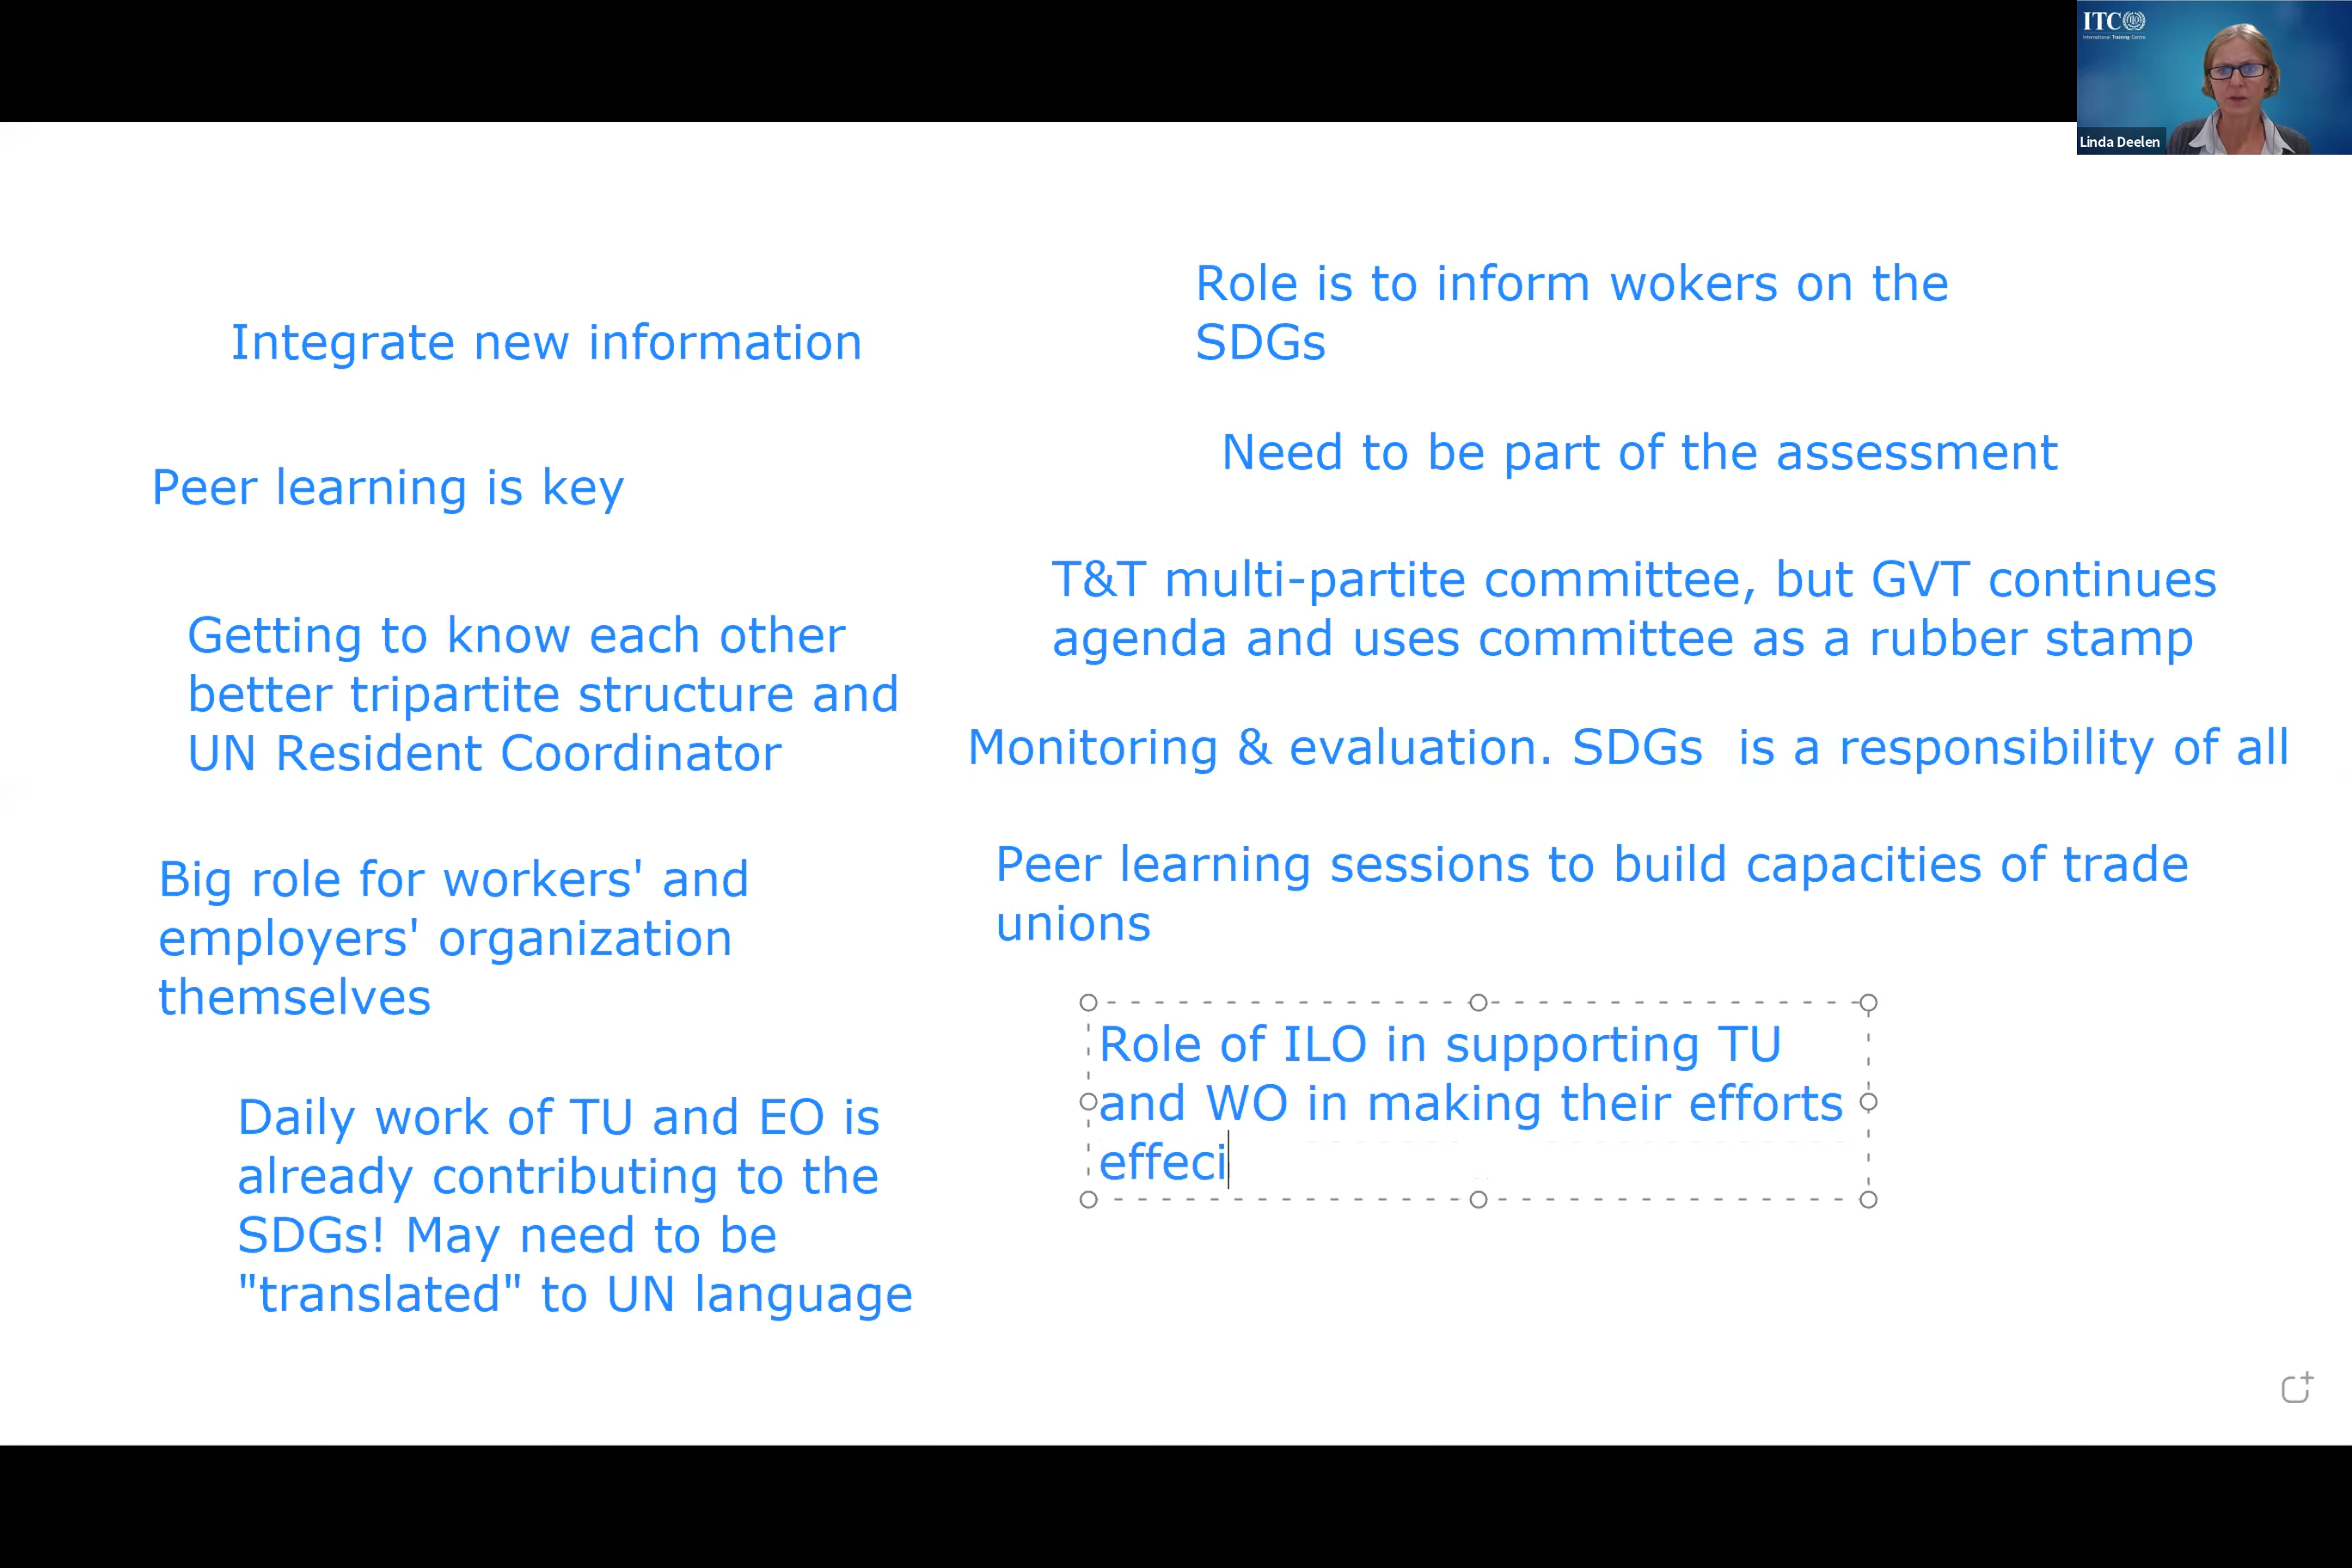 ITC
International Training Centre
Linda Deelen
Integrate new information
Peer learning is key
Getting to know each other
better tripartite structure and
UN Resident Coordinator
Big role for workers' and
employers' organization
themselves
Daily work of TU and EO is
already contributing to the
SDGs! May need to be
"translated" to UN language
Role is to inform wokers on the
SDGs
Need to be part of the assessment
T&T multi-partite committee, but GVT continues
agenda and uses committee as a rubber stamp
Monitoring & evaluation. SDGs  is a responsibility of all
Peer learning sessions to build capacities of trade
unions
Role of ILO in supporting TU
and WO in making their efforts
effeci